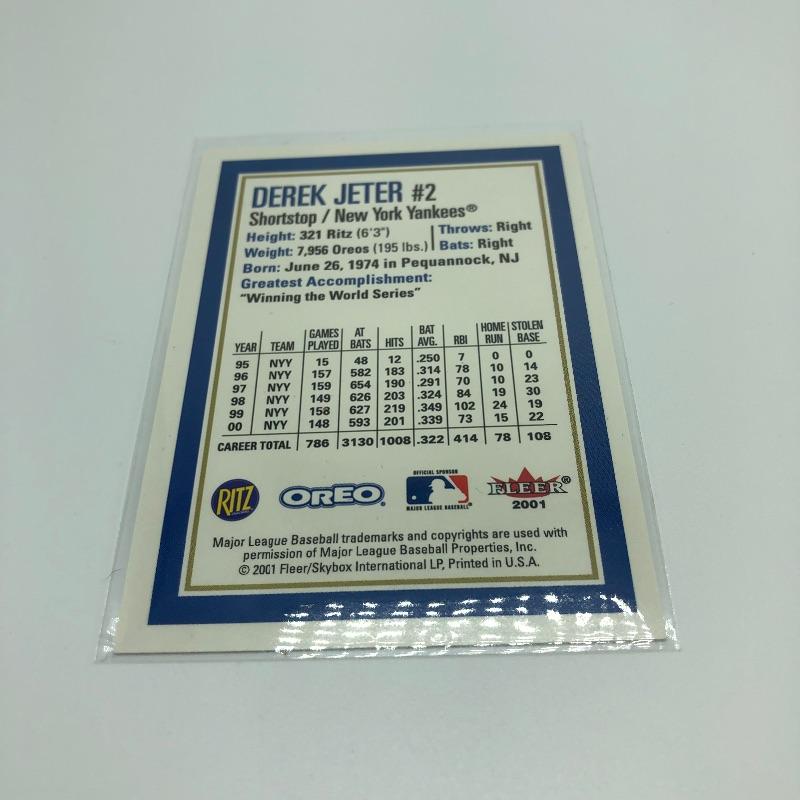 DEREK JETER #2
Shortstop / New York Yankees®
Height: 321 Ritz (6'3") Throws: Right
Weight: 7,956 Oreos (195 lbs.) Bats: Right
Born: June 26, 1974 in Pequannock, NJ
Greatest Accomplishment:
"Winning the World Series"
YEAR TEAM GAMES PLAYED AT BATS HITS BAT AVG. RBI HOME RUN STOLEN BASE
95 NYY 15 48 12 .250 7 0 0
96 NYY 157 582 183 .314 78 10 14
97 NYY 159 654 190 .291 70 10 23
98 NYY 149 626 203 .324 84 19 30
99 NYY 158 627 219 .349 102 24 19
00 NYY 148 593 201 .339 73 15 22
CAREER TOTAL 786 3130 1008 .322 414 78 108
RITZ OREO OFFICIAL SPONSOR MAJOR LEAGUE BASEBALL FLEER® 2001
Major League Baseball trademarks and copyrights are used with
permission of Major League Baseball Properties, Inc.
© 2001 Fleer/Skybox International LP, Printed in U.S.A.